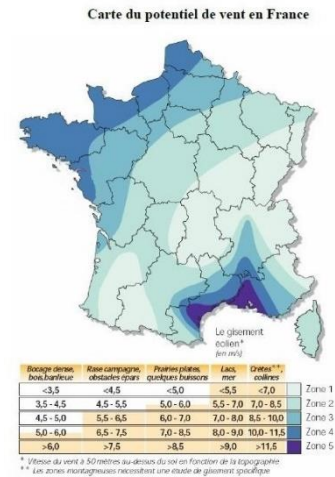 Carte du potentiel de vent en France
Le gisement
éolien*
(en m/s)
Bocage dense, bois, banlieue Rase campagne, obstacles épars Prairies plates, quelques buissons Lacs, mer Crêtes**, collines
<3,5 <4,5 <5,0 <5,5 <7,0 Zone 1
3,5 - 4,5 4,5 - 5,5 5,0 - 6,0 5,5 - 7,0 7,0 - 8,5 Zone 2
4,5 - 5,0 5,5 - 6,5 6,0 - 7,0 7,0 - 8,0 8,5 - 10,0 Zone 3
5,0 - 6,0 6,5 - 7,5 7,0 - 8,5 8,0 - 9,0 10,0 - 11,5 Zone 4
>6,0 >7,5 >8,5 >9,0 >11,5 Zone 5
* Vitesse du vent à 50 mètres au-dessus du sol en fonction de la topographie
** Les zones montagneuses nécessitent une étude de gisement spécifique